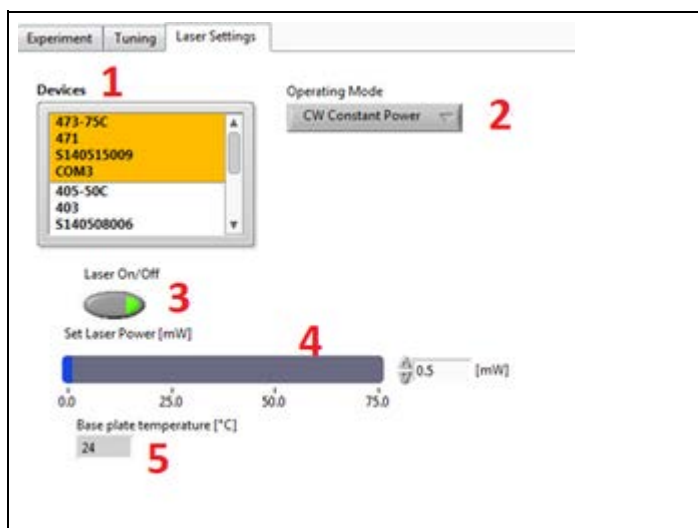 Experiment Tuning Laser Settings
Devices 1
Operating Mode
CW Constant Power 2
473-75C
471
S140515009
COM3
405-50C
403
S140508006
Laser On/Off
3
Set Laser Power [mW]
4
0.5 [mW]
0.0 25.0 50.0 75.0
Base plate temperature [°C]
24
5